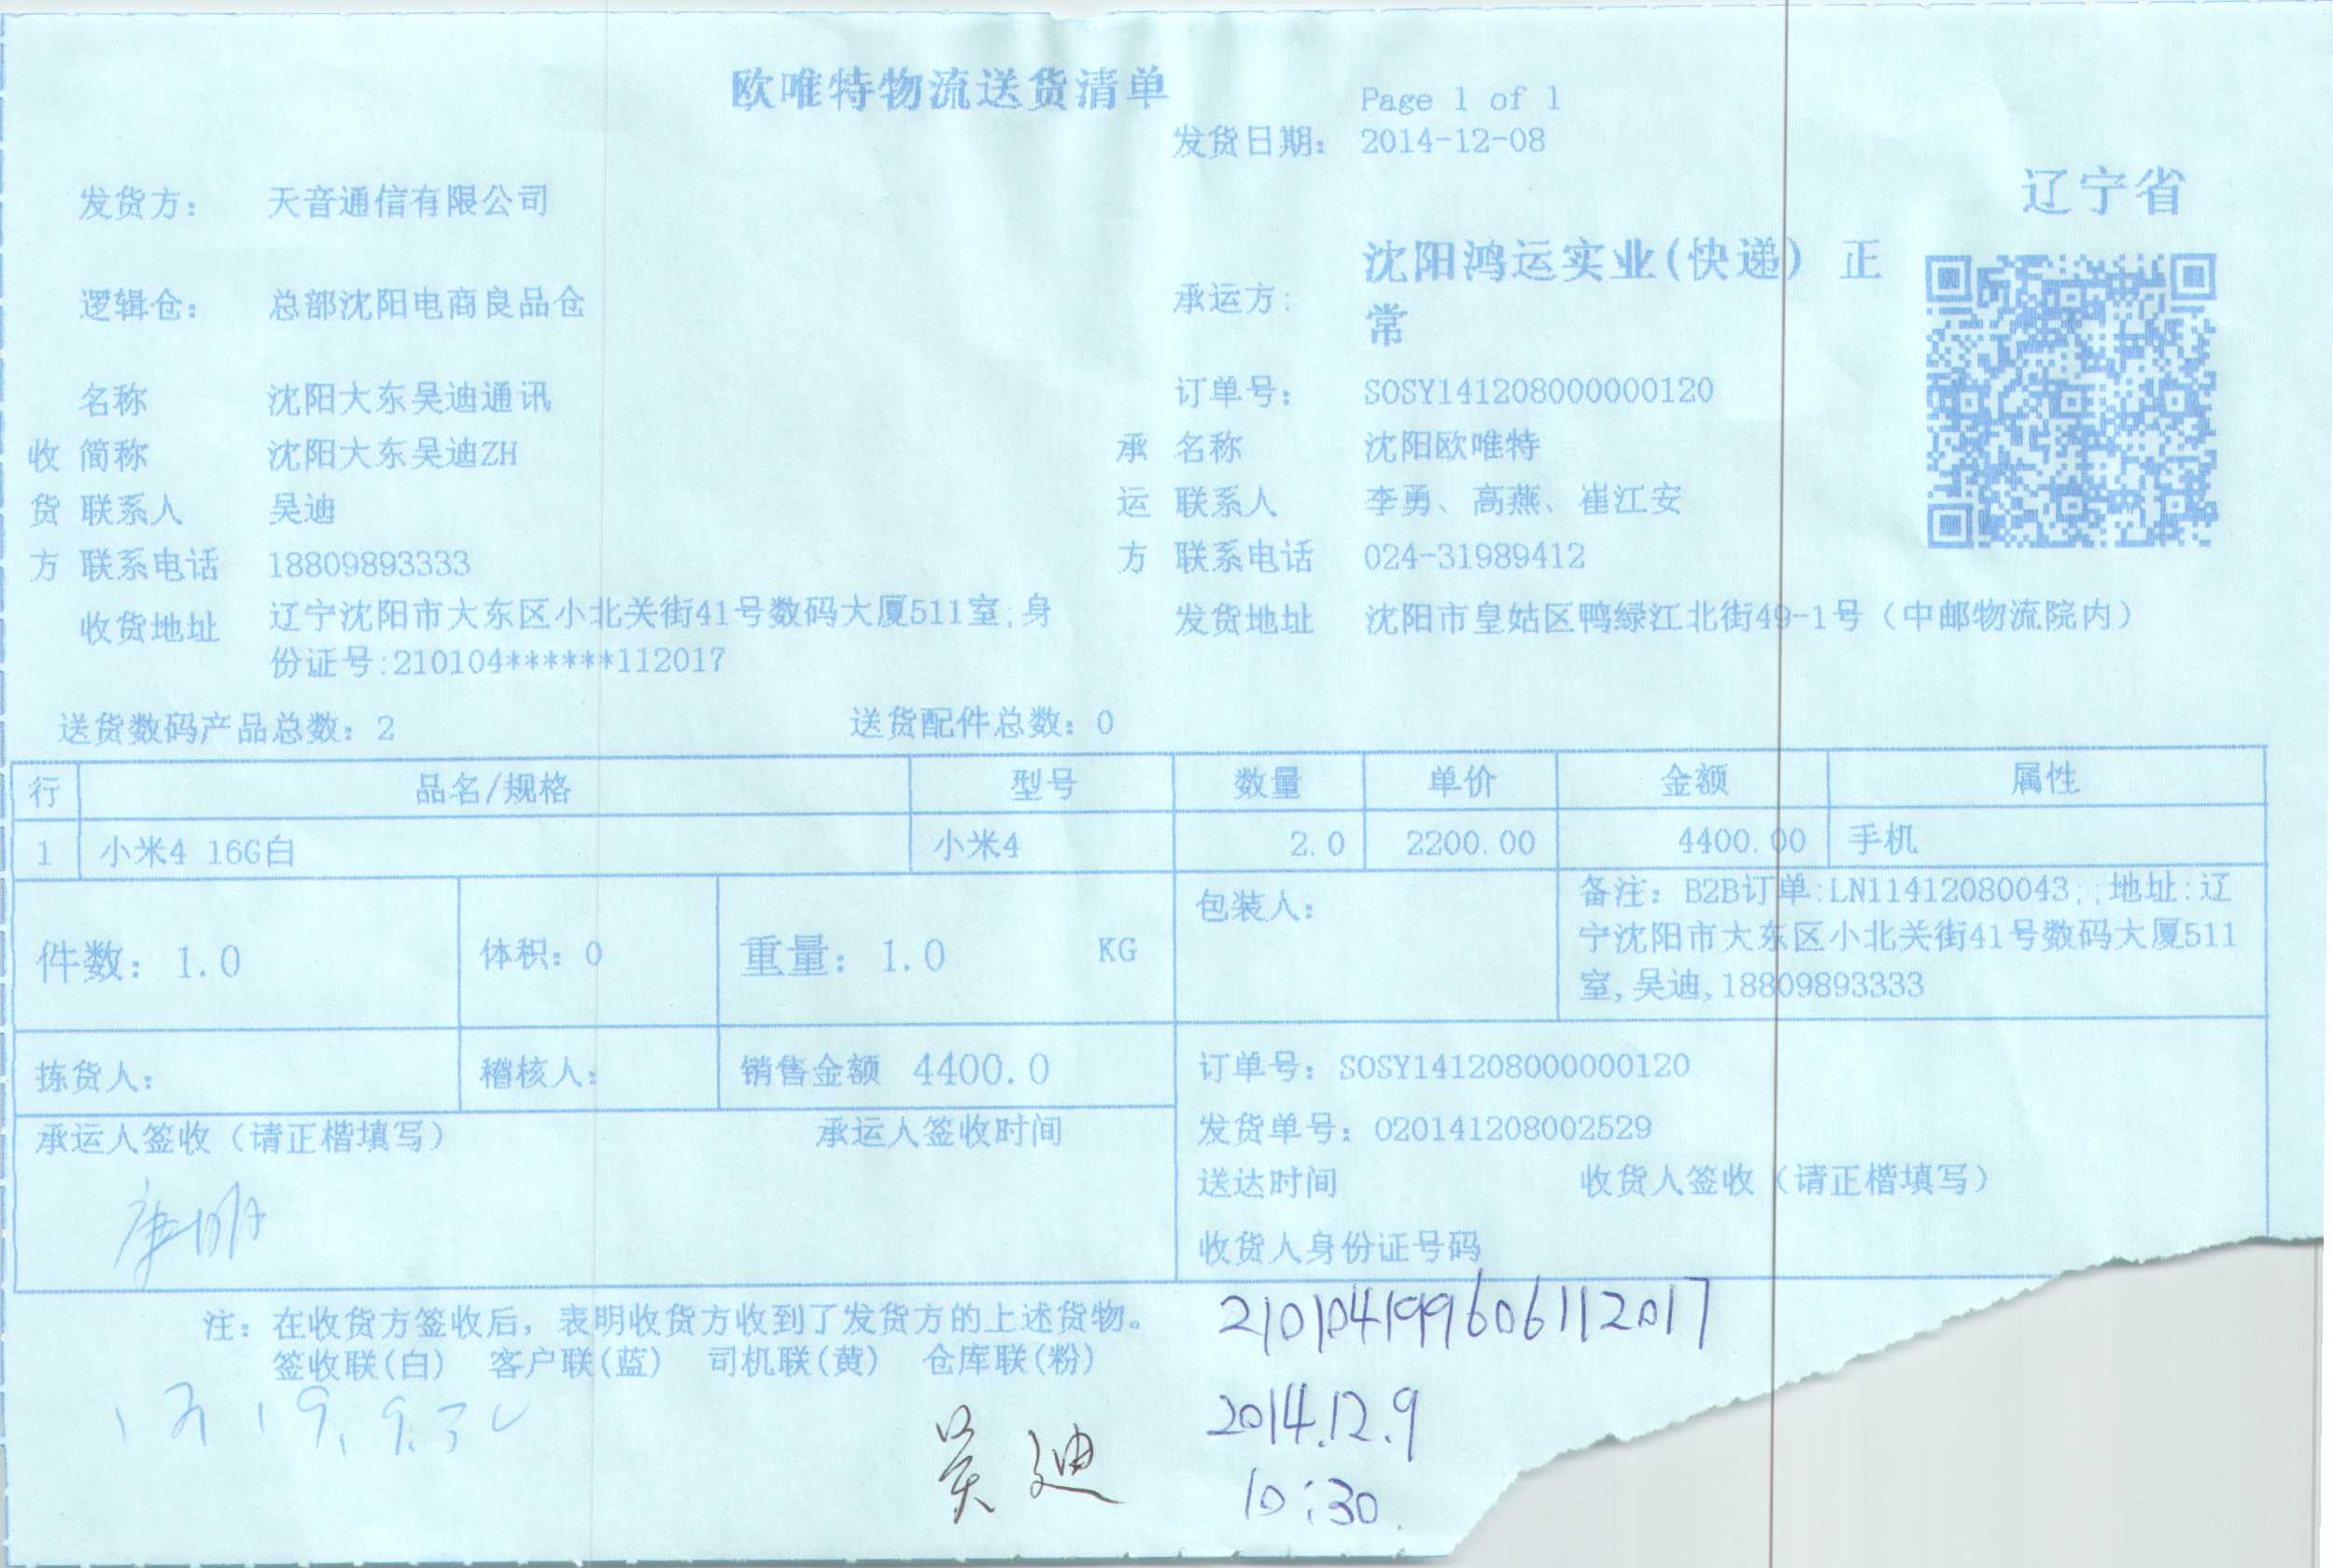 欧唯特物流送货清单
Page 1 of 1
发货日期: 2014-12-08
辽宁省
发货方: 天音通信有限公司
承运方: 沈阳鸿运实业(快递) 正
常
逻辑仓: 总部沈阳电商良品仓
名称 沈阳大东吴迪通讯
订单号: SOSY141208000000120
收 简称 沈阳大东吴迪ZH
承 名称 沈阳欧唯特
货 联系人 吴迪
运 联系人 李勇、高燕、崔江安
方 联系电话 18809893333
方 联系电话 024-31989412
收货地址 辽宁沈阳市大东区小北关街41号数码大厦511室;身
份证号:210104******112017
发货地址 沈阳市皇姑区鸭绿江北街49-1号（中邮物流院内）
送货数码产品总数: 2 送货配件总数: 0
行 品名/规格 型号 数量 单价 金额 属性
1 小米4 16G白 小米4 2.0 2200.00 4400.00 手机
件数: 1.0 体积: 0 重量: 1.0 KG 包装人:
备注: B2B订单:LN11412080043;;地址:辽
宁沈阳市大东区小北关街41号数码大厦511
室,吴迪,18809893333
拣货人: 稽核人: 销售金额 4400.0
订单号: SOSY141208000000120
承运人签收（请正楷填写） 承运人签收时间
发货单号: 020141208002529
送达时间 收货人签收（请正楷填写）
收货人身份证号码
210104199606112017
注: 在收货方签收后, 表明收货方收到了发货方的上述货物。
签收联(白) 客户联(蓝) 司机联(黄) 仓库联(粉)
吴迪
2014.12.9
10:30